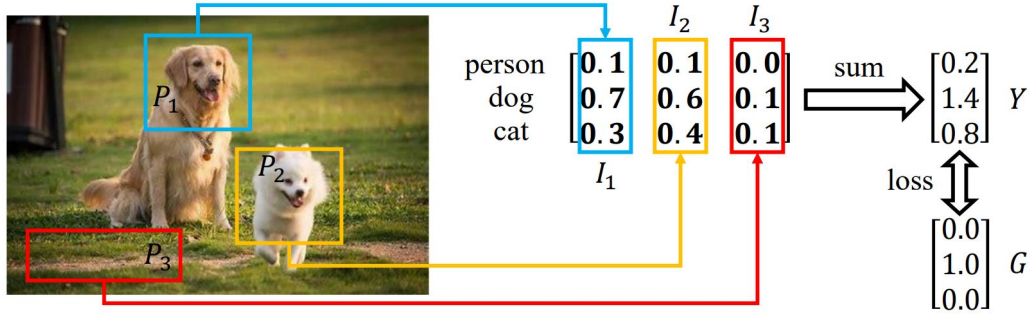 P₁
P₂
P₃
I₂ I₃
person 0.1 0.1 0.0
dog 0.7 0.6 0.1
cat 0.3 0.4 0.1
I₁
sum
0.2
1.4 Y
0.8
loss
0.0
1.0 G
0.0